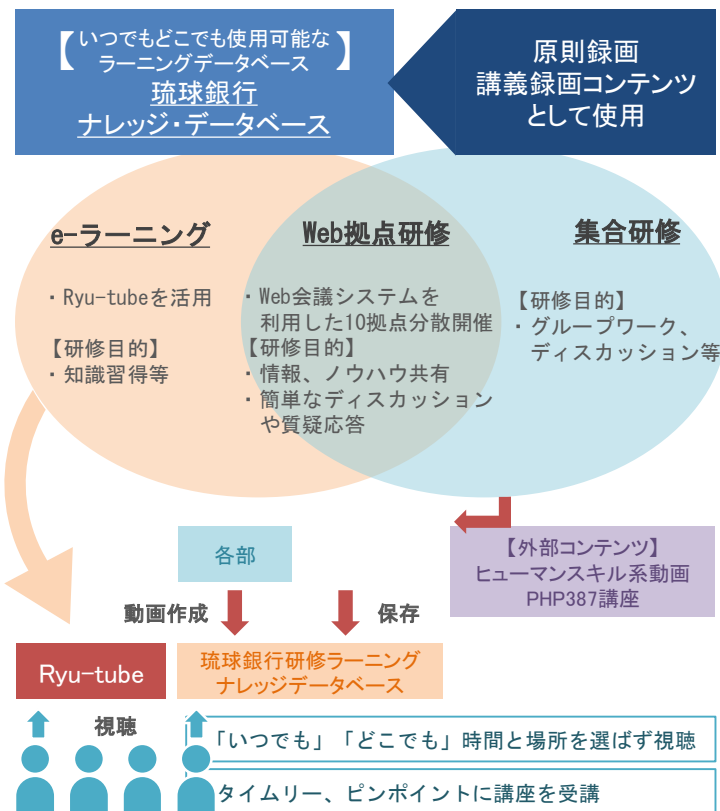 【いつでもどこでも使用可能な
ラーニングデータベース】
琉球銀行
ナレッジ・データベース
原則録画
講義録画コンテンツ
として使用
e-ラーニング
・Ryu-tubeを活用
【研修目的】
・知識習得等
Web拠点研修
・Web会議システムを
利用した10拠点分散開催
【研修目的】
・情報、ノウハウ共有
・簡単なディスカッション
や質疑応答
集合研修
【研修目的】
・グループワーク、
ディスカッション等
各部
【外部コンテンツ】
ヒューマンスキル系動画
PHP387講座
動画作成
保存
Ryu-tube
琉球銀行研修ラーニング
ナレッジデータベース
視聴
「いつでも」「どこでも」時間と場所を選ばず視聴
タイムリー、ピンポイントに講座を受講